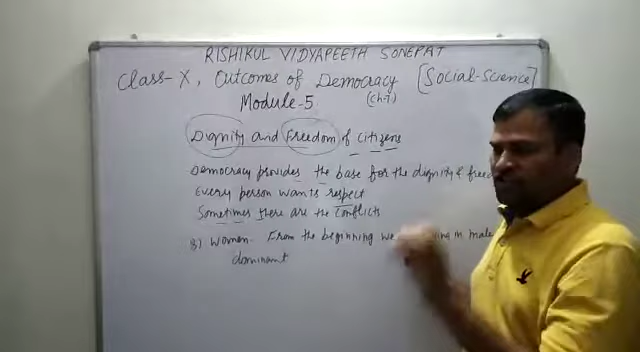 RISHIKUL VIDYAPEETH SONEPAT
Class-X, Outcomes of Democracy [Social-Science]
Module-5 (Ch-7)
Dignity and Freedom of citizens
Democracy provides the base for the dignity &
Every person wants respect
Sometimes there are the conflicts
women. From the beginning we in male
dominant